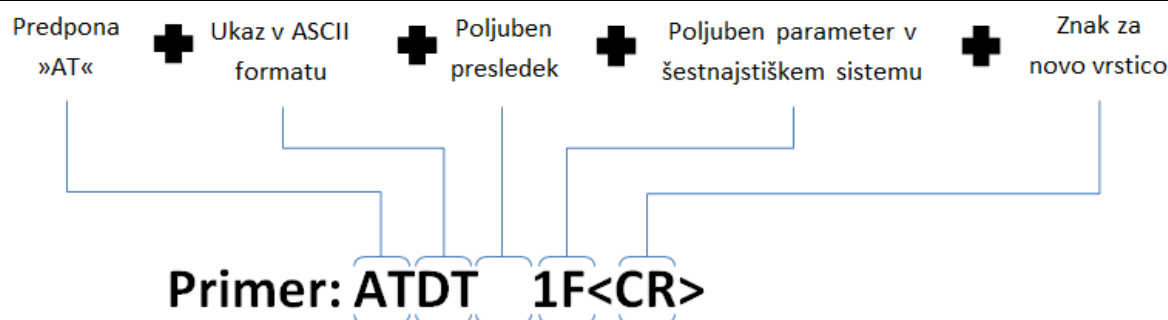 Predpona
»AT«
Ukaz v ASCII
formatu
Poljuben
presledek
Poljuben parameter v
šestnajstiškem sistemu
Znak za
novo vrstico
Primer: ATDT 1F<CR>